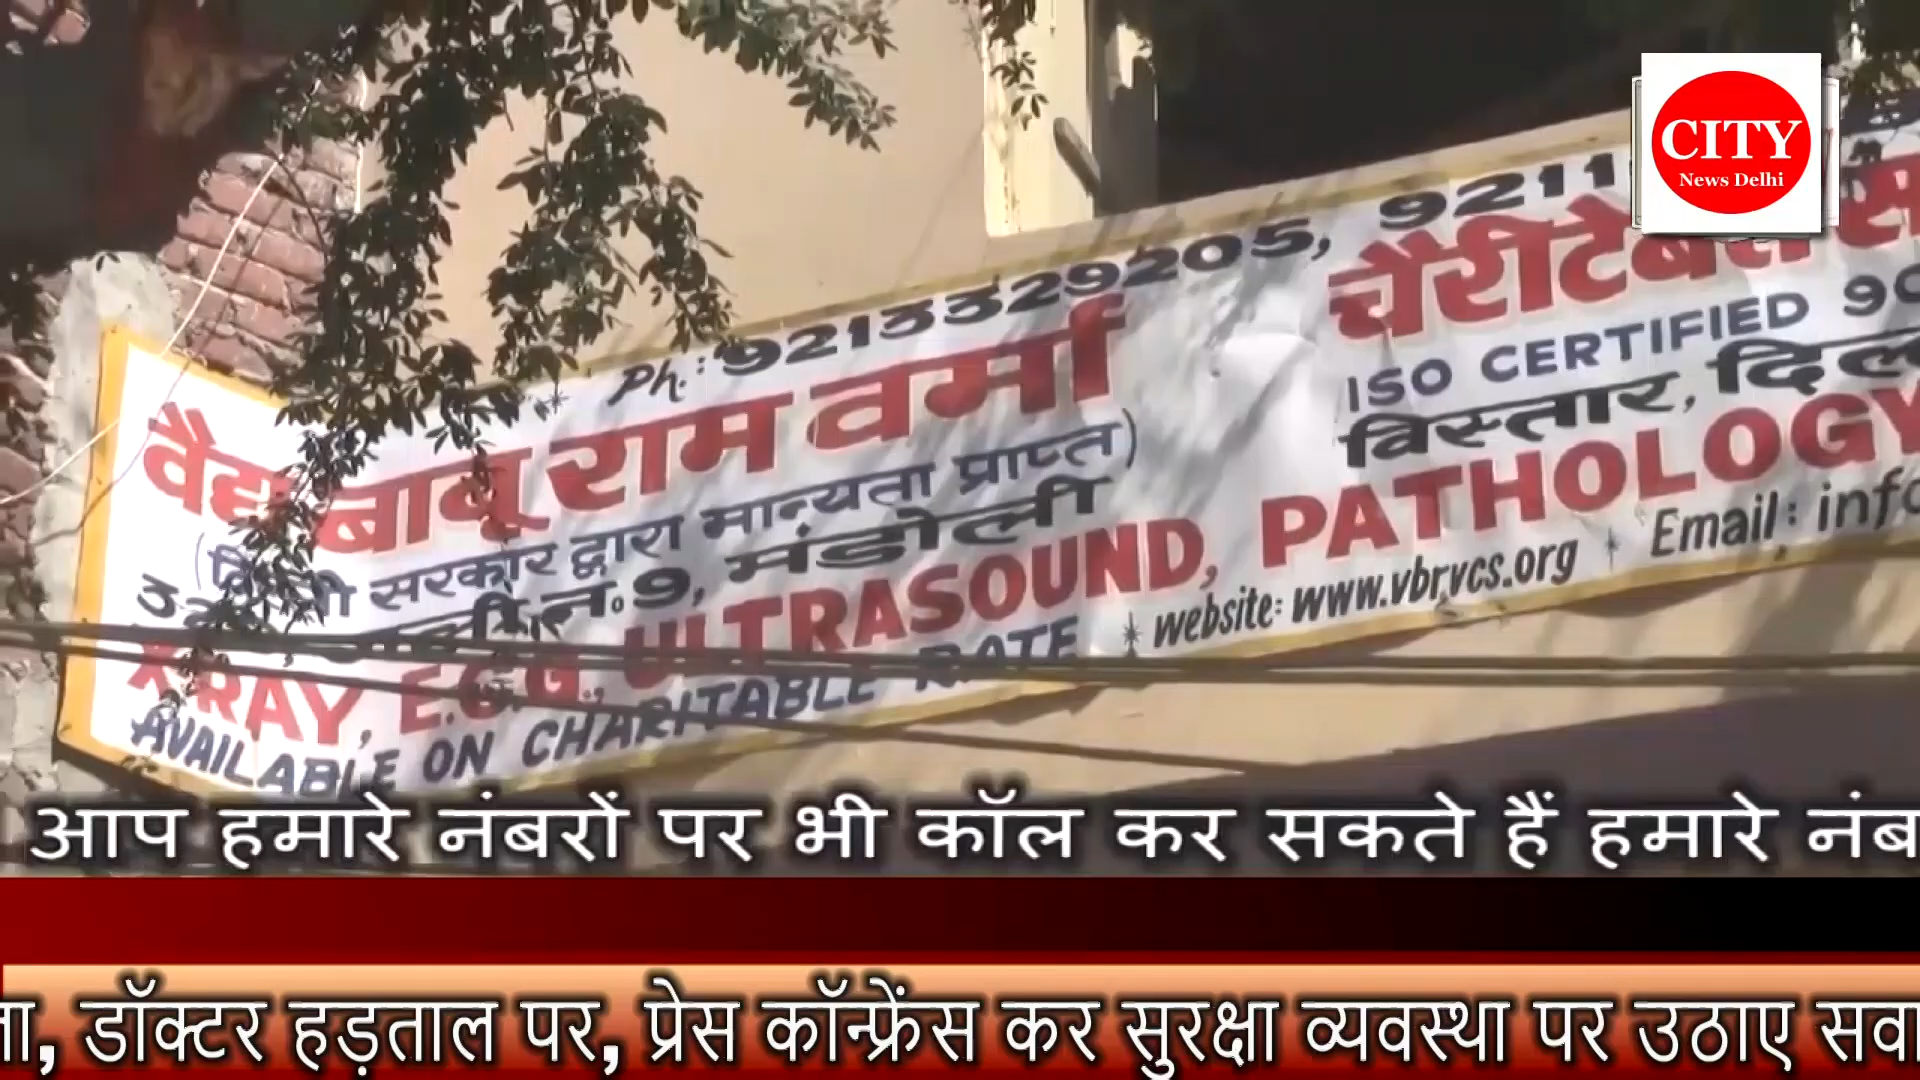 CITY
News Delhi
Ph.: 9213329205, 9211
वैद्य बाबू राम वर्मा चैरीटेबल
(दिल्ली सरकार द्वारा मान्यता प्राप्त) ISO CERTIFIED
गली न० 9, मंडोली विस्तार,
X-RAY, E.C.G., ULTRASOUND, PATHOLOGY
AVAILABLE ON CHARITABLE RATE website: www.vbrvcs.org Email: info
आप हमारे नंबरों पर भी कॉल कर सकते हैं हमारे
डॉक्टर हड़ताल पर, प्रेस कॉन्फ्रेंस कर सुरक्षा व्यवस्था पर उठाए